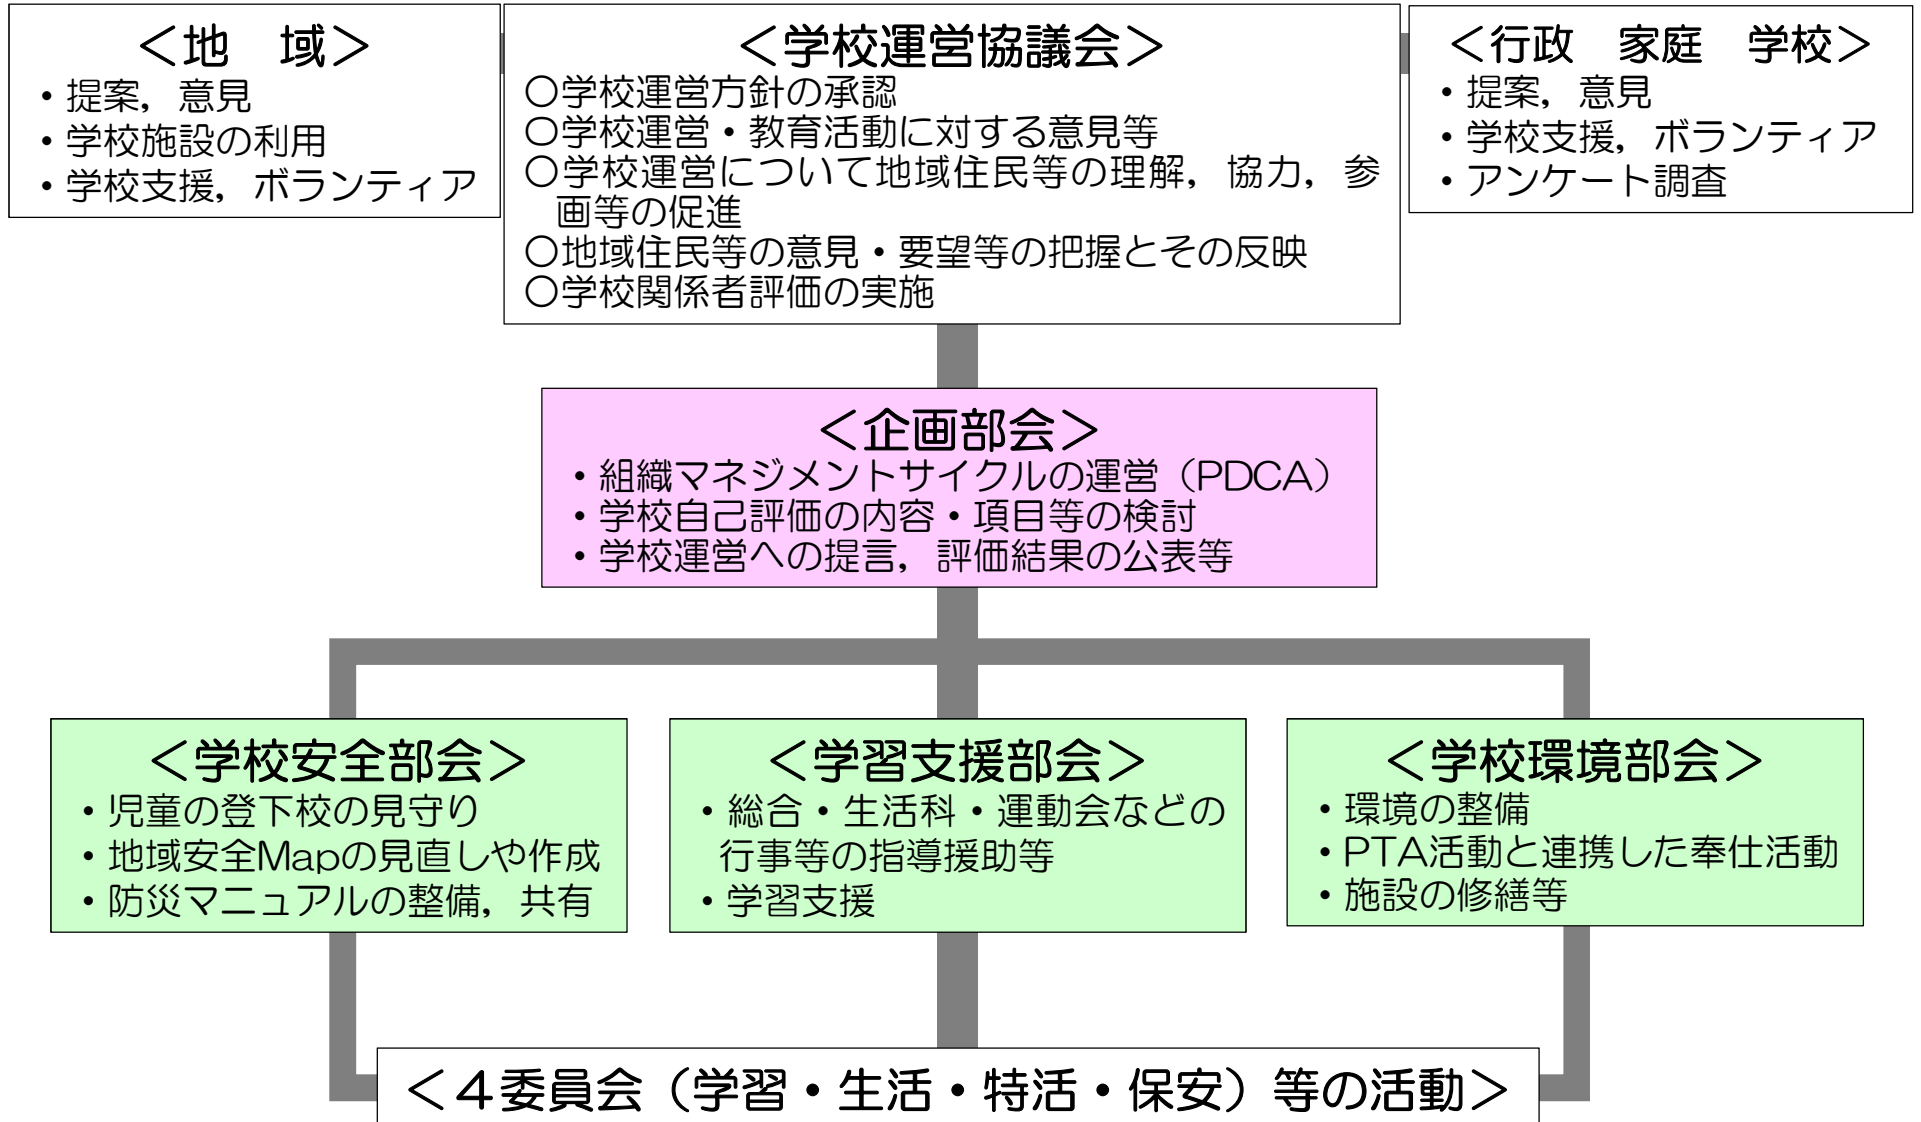 ＜地　域＞
・提案，意見
・学校施設の利用
・学校支援，ボランティア
＜学校運営協議会＞
○学校運営方針の承認
○学校運営・教育活動に対する意見等
○学校運営について地域住民等の理解，協力，参
画等の促進
○地域住民等の意見・要望等の把握とその反映
○学校関係者評価の実施
＜行政　家庭　学校＞
・提案，意見
・学校支援，ボランティア
・アンケート調査
＜企画部会＞
・組織マネジメントサイクルの運営（PDCA）
・学校自己評価の内容・項目等の検討
・学校運営への提言，評価結果の公表等
＜学校安全部会＞
・児童の登下校の見守り
・地域安全Mapの見直しや作成
・防災マニュアルの整備，共有
＜学習支援部会＞
・総合・生活科・運動会などの
行事等の指導援助等
・学習支援
＜学校環境部会＞
・環境の整備
・PTA活動と連携した奉仕活動
・施設の修繕等
＜４委員会（学習・生活・特活・保安）等の活動＞